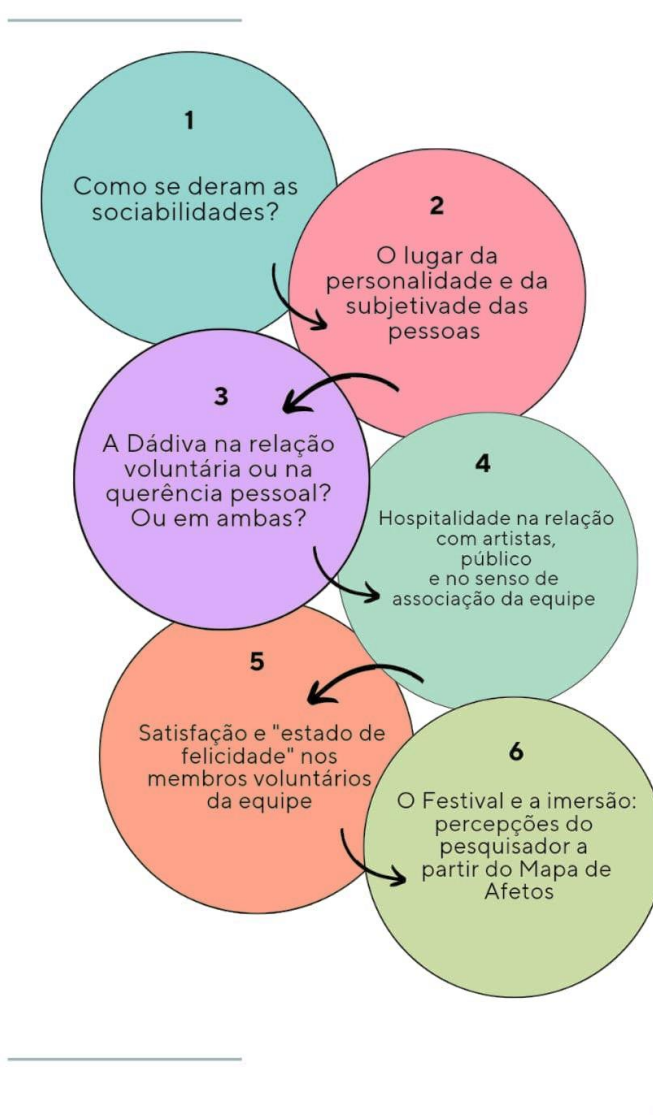 1
Como se deram as
sociabilidades?
2
O lugar da
personalidade e da
subjetivade das
pessoas
3
A Dádiva na relação
voluntária ou na
querência pessoal?
Ou em ambas?
4
Hospitalidade na relação
com artistas,
público
e no senso de
associação da equipe
5
Satisfação e "estado de
felicidade" nos
membros voluntários
da equipe
6
O Festival e a imersão:
percepções do
pesquisador a
partir do Mapa de
Afetos